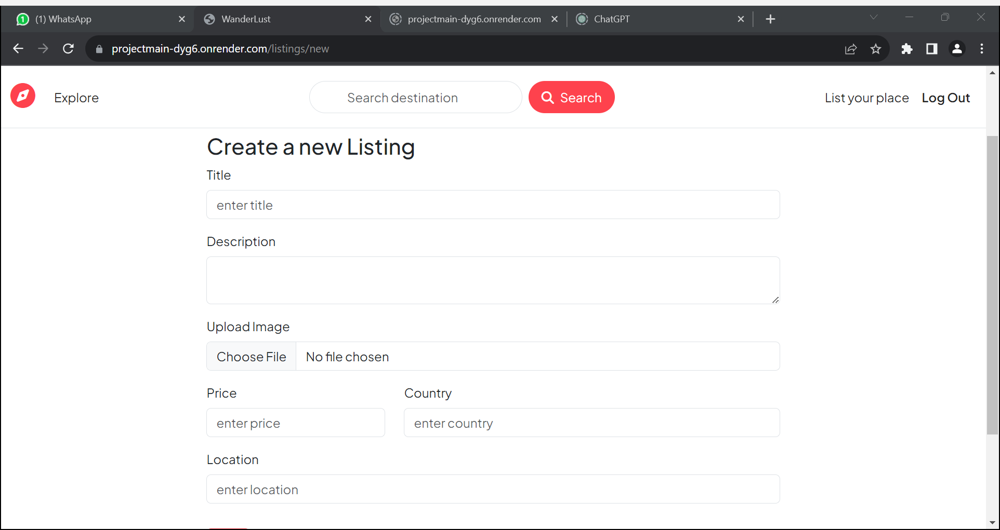 1 (1) WhatsApp WanderLust projectmain-dyg6.onrender.com ChatGPT
projectmain-dyg6.onrender.com/listings/new
Explore Search destination Search List your place Log Out
Create a new Listing
Title
enter title
Description
Upload Image
Choose File No file chosen
Price Country
enter price enter country
Location
enter location